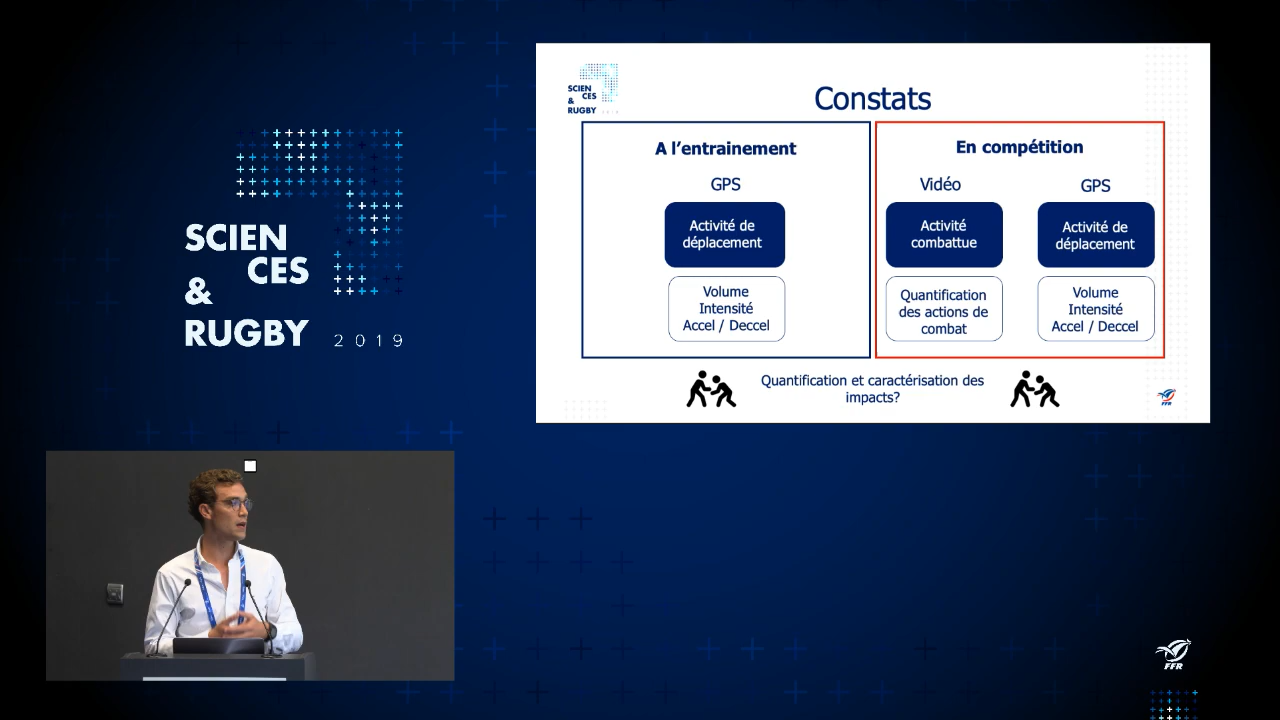 SCIEN
CES
&
RUGBY
2019
SCIEN
CES
&
RUGBY 2019
Constats
A l'entrainement
GPS
Activité de
déplacement
Volume
Intensité
Accel / Deccel
En compétition
Vidéo
Activité
combattue
Quantification
des actions de
combat
GPS
Activité de
déplacement
Volume
Intensité
Accel / Deccel
Quantification et caractérisation des
impacts?
FFR
FFR